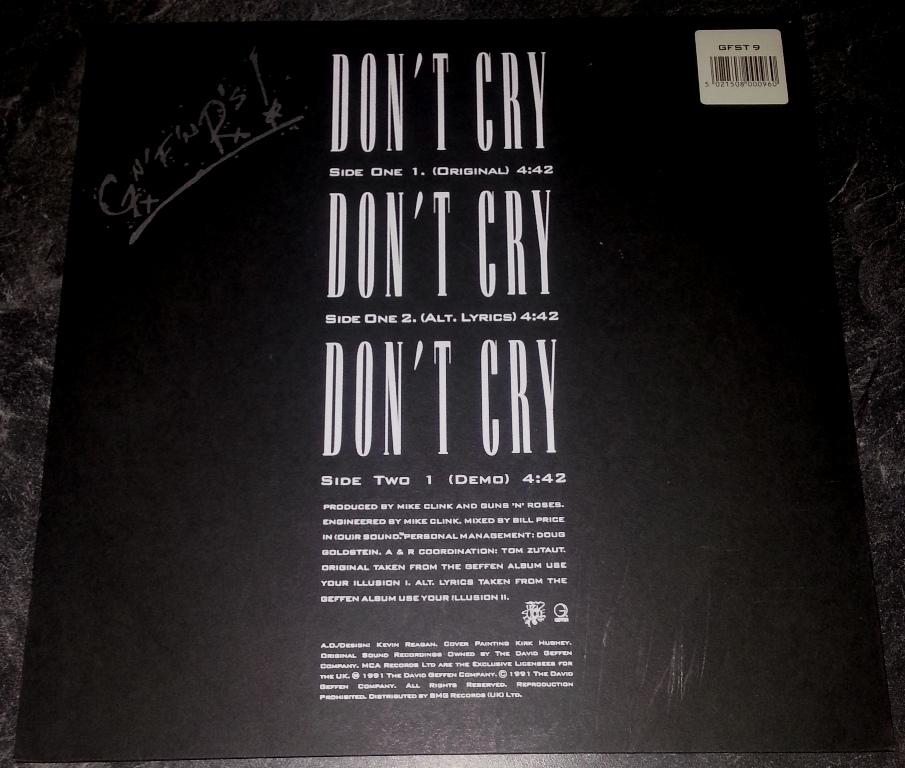 GN'F'N R's!
GFST 9
5 021508 000960
DON'T CRY
SIDE ONE 1. (ORIGINAL) 4:42
DON'T CRY
SIDE ONE 2. (ALT. LYRICS) 4:42
DON'T CRY
SIDE TWO 1 (DEMO) 4:42
PRODUCED BY MIKE CLINK AND GUNS 'N' ROSES.
ENGINEERED BY MIKE CLINK. MIXED BY BILL PRICE
IN (OUR SOUND.™ PERSONAL MANAGEMENT: DOUG
GOLDSTEIN. A & R COORDINATION: TOM ZUTAUT.
ORIGINAL TAKEN FROM THE GEFFEN ALBUM USE
YOUR ILLUSION I. ALT. LYRICS TAKEN FROM THE
GEFFEN ALBUM USE YOUR ILLUSION II.
A.D./DESIGN: KEVIN REAGAN. COVER PAINTING KIRK HUGHEY.
ORIGINAL SOUND RECORDINGS OWNED BY THE DAVID GEFFEN
COMPANY. MCA RECORDS LTD ARE THE EXCLUSIVE LICENSEES FOR
THE UK. ℗ 1991 THE DAVID GEFFEN COMPANY. © 1991 THE DAVID
GEFFEN COMPANY. ALL RIGHTS RESERVED. REPRODUCTION
PROHIBITED. DISTRIBUTED BY BMG RECORDS (UK) LTD.